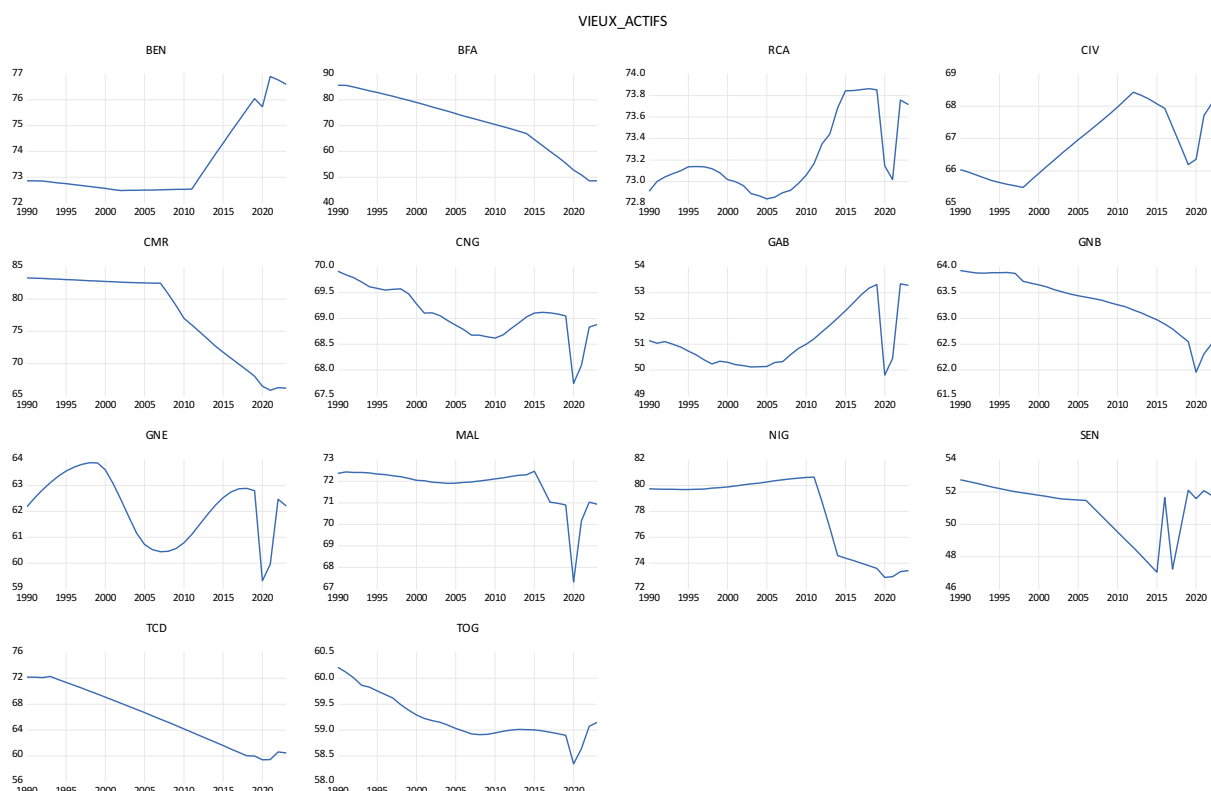 VIEUX_ACTIFS
BEN BFA RCA CIV
77 90 74.0 69
76 80 73.8 68
75 70 73.6 67
74 60 73.4 66
73 50 73.2 65
72 40 73.0
72.8
1990 1995 2000 2005 2010 2015 2020 1990 1995 2000 2005 2010 2015 2020 1990 1995 2000 2005 2010 2015 2020 1990 1995 2000 2005 2010 2015 2020
CMR CNG GAB GNB
85 70.0 54 64.0
80 69.5 53 63.5
75 69.0 52 63.0
70 68.5 51 62.5
65 68.0 50 62.0
67.5 49 61.5
1990 1995 2000 2005 2010 2015 2020 1990 1995 2000 2005 2010 2015 2020 1990 1995 2000 2005 2010 2015 2020 1990 1995 2000 2005 2010 2015 2020
GNE MAL NIG SEN
64 73 82 54
63 72 80 52
62 71 78 50
61 70 76 48
60 69 74 46
59 68 72
67
1990 1995 2000 2005 2010 2015 2020 1990 1995 2000 2005 2010 2015 2020 1990 1995 2000 2005 2010 2015 2020 1990 1995 2000 2005 2010 2015 2020
TCD TOG
76 60.5
72 60.0
68 59.5
64 59.0
60 58.5
56 58.0
1990 1995 2000 2005 2010 2015 2020 1990 1995 2000 2005 2010 2015 2020